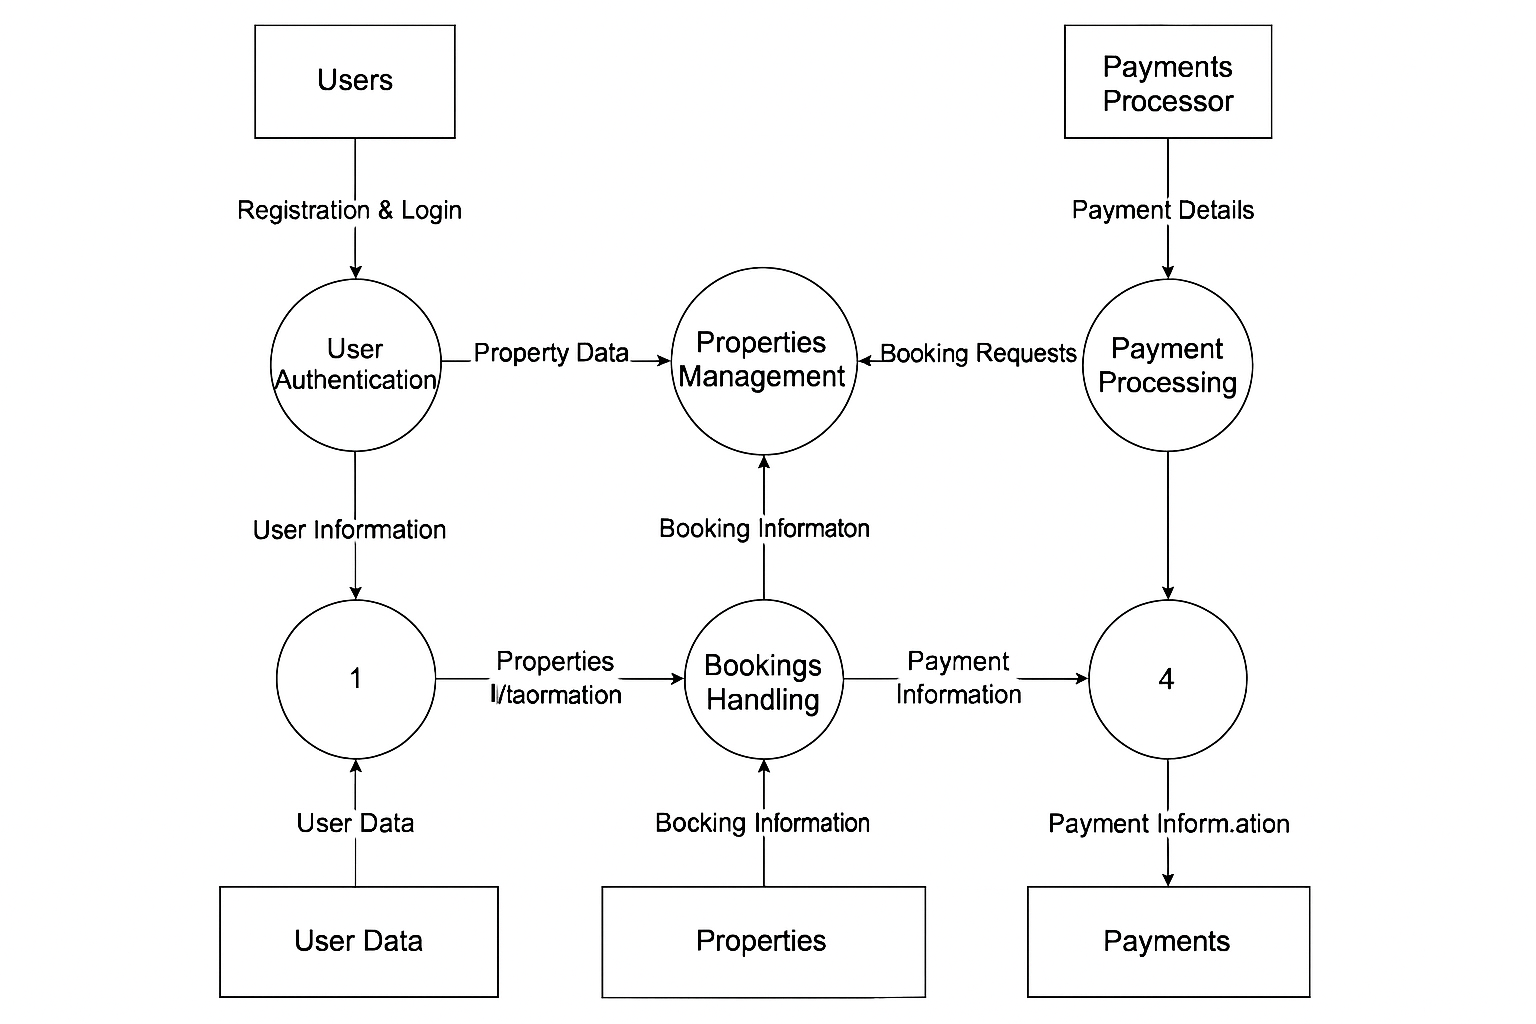 Users
Payments
Processor
Registration & Login
Payment Details
User
Authentication
Property Data
Properties
Management
Booking Requests
Payment
Processing
User Information
Booking Informaton
1
Properties
I/taormation
Bookings
Handling
Payment
Information
4
User Data
Bocking Information
Payment Inform.ation
User Data
Properties
Payments